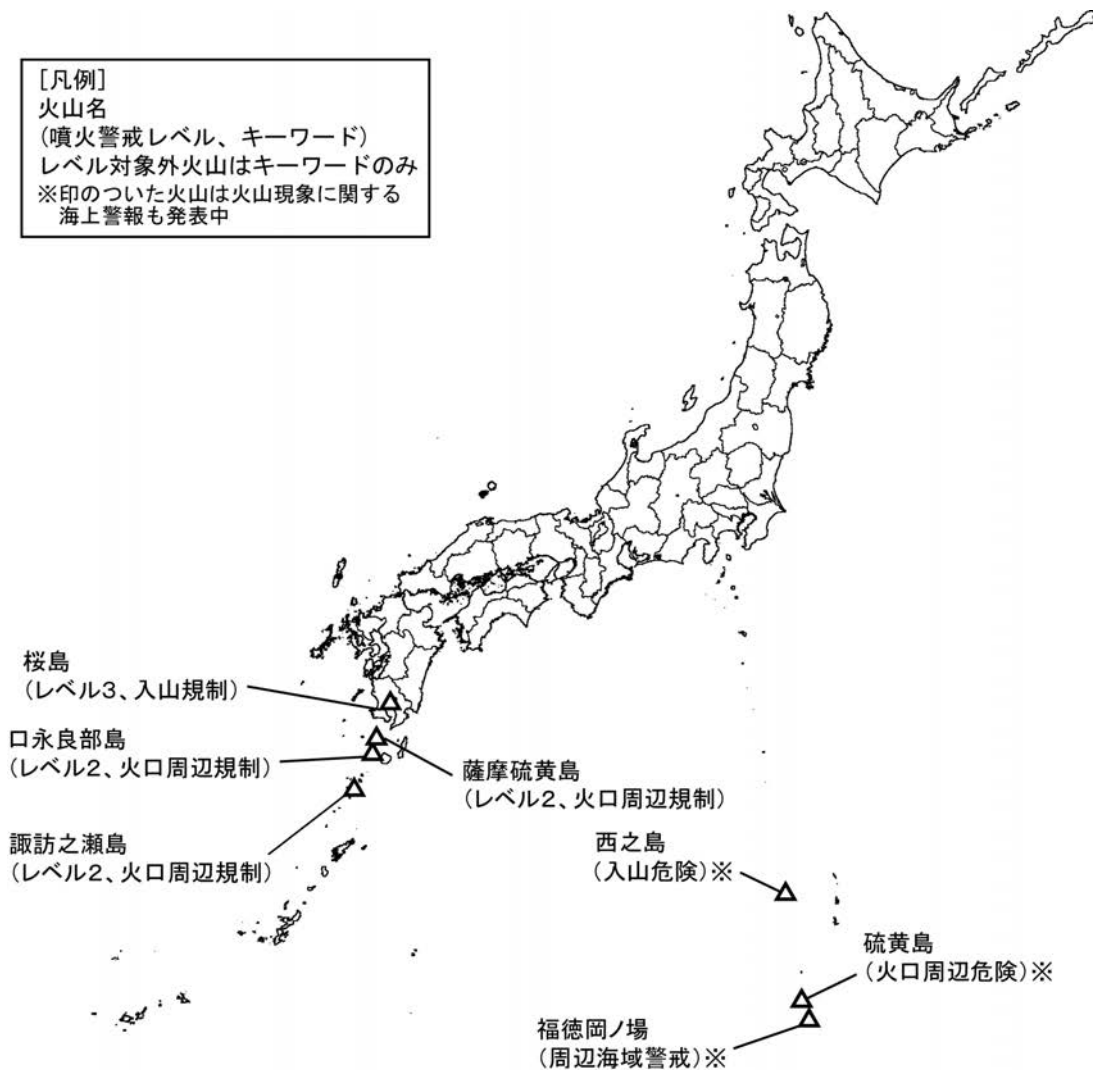 [凡例]
火山名
(噴火警戒レベル、キーワード)
レベル対象外火山はキーワードのみ
※印のついた火山は火山現象に関する
海上警報も発表中
桜島
(レベル3、入山規制)
口永良部島
(レベル2、火口周辺規制)
薩摩硫黄島
(レベル2、火口周辺規制)
諏訪之瀬島
(レベル2、火口周辺規制)
西之島
(入山危険)※
硫黄島
(火口周辺危険)※
福徳岡ノ場
(周辺海域警戒)※